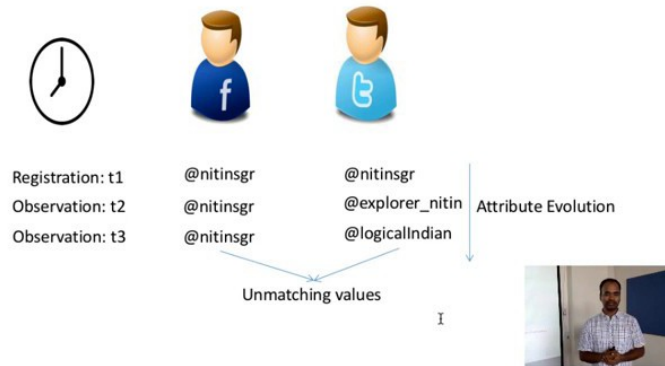 f
t
Registration: t1 @nitinsgr @nitinsgr
Observation: t2 @nitinsgr @explorer_nitin Attribute Evolution
Observation: t3 @nitinsgr @logicalIndian
Unmatching values